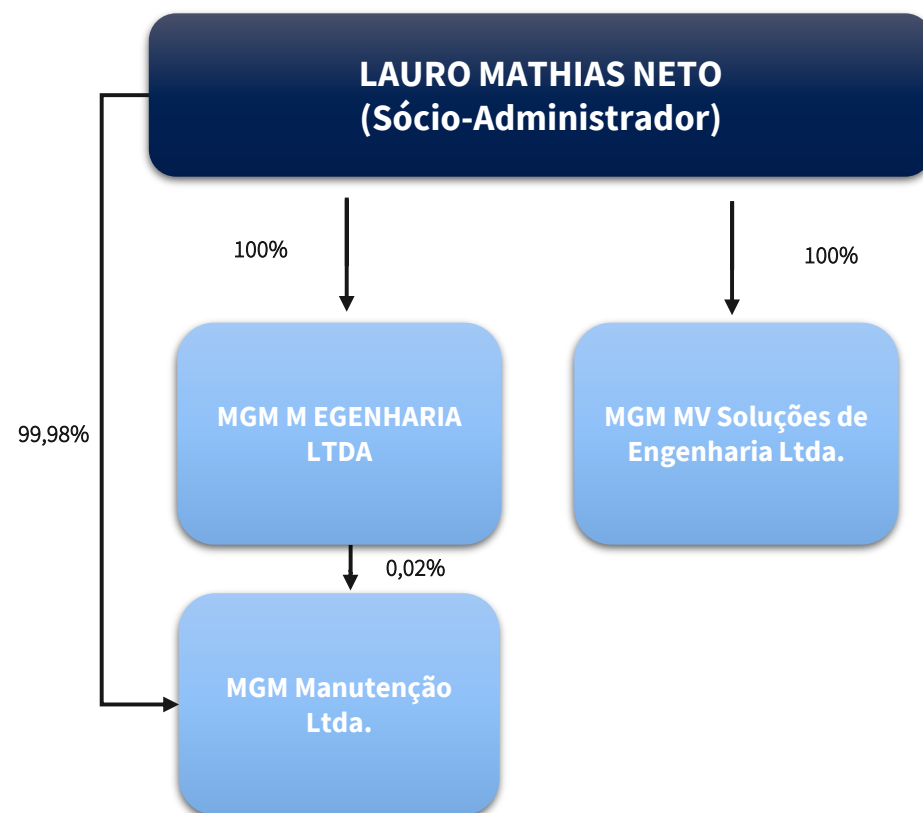 LAURO MATHIAS NETO
(Sócio-Administrador)
100%
100%
MGM M EGENHARIA
LTDA
MGM MV Soluções de
Engenharia Ltda.
99,98%
0,02%
MGM Manutenção
Ltda.